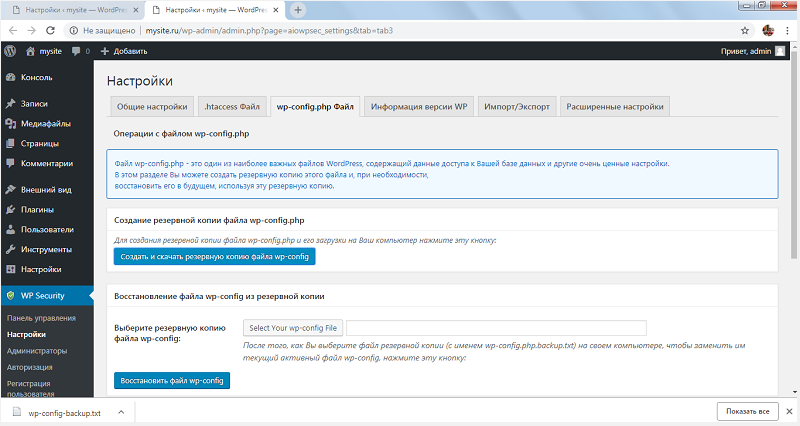 Настройки ‹ mysite — WordPress
Настройки ‹ mysite — WordPress
Не защищено
mysite.ru/wp-admin/admin.php?page=aiowpsec_settings&tab=tab3
mysite
0
Добавить
Привет, admin
Консоль
Записи
Медиафайлы
Страницы
Комментарии
Внешний вид
Плагины
Пользователи
Инструменты
Настройки
WP Security
Панель управления
Настройки
Администраторы
Авторизация
Регистрация
пользователя
Настройки
Общие настройки
.htaccess Файл
wp-config.php Файл
Информация версии WP
Импорт/Экспорт
Расширенные настройки
Операции с файлом wp-config.php
Файл wp-config.php - это один из наиболее важных файлов WordPress, содержащий данные доступа к Вашей базе данных и другие очень ценные настройки.
В этом разделе Вы можете создать резервную копию этого файла и, при необходимости,
восстановить его в будущем, используя эту резервную копию.
Создание резервной копии файла wp-config.php
Для создания резервной копии файла wp-config.php и его загрузки на Ваш компьютер нажмите эту кнопку:
Создать и скачать резервную копию файла wp-config
Восстановление файла wp-config из резервной копии
Выберите резервную копию
файла wp-config:
Select Your wp-config File
После того, как Вы выберите файл резервной копии (с именем wp-config.php.backup.txt) на своем компьютере, чтобы заменить им
текущий активный файл wp-config, нажмите эту кнопку:
Восстановить файл wp-config
wp-config-backup.txt
Показать все